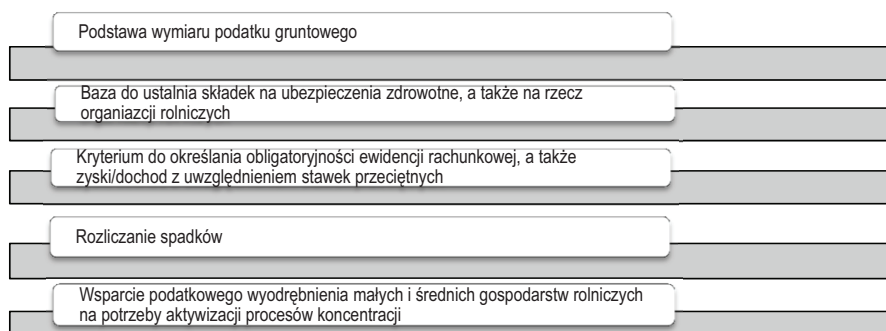 Podstawa wymiaru podatku gruntowego
Baza do ustalnia składek na ubezpieczenia zdrowotne, a także na rzecz
organiazcji rolniczych
Kryterium do określania obligatoryjności ewidencji rachunkowej, a także
zyski/dochod z uwzględnieniem stawek przeciętnych
Rozliczanie spadków
Wsparcie podatkowego wyodrębnienia małych i średnich gospodarstw rolniczych
na potrzeby aktywizacji procesów koncentracji